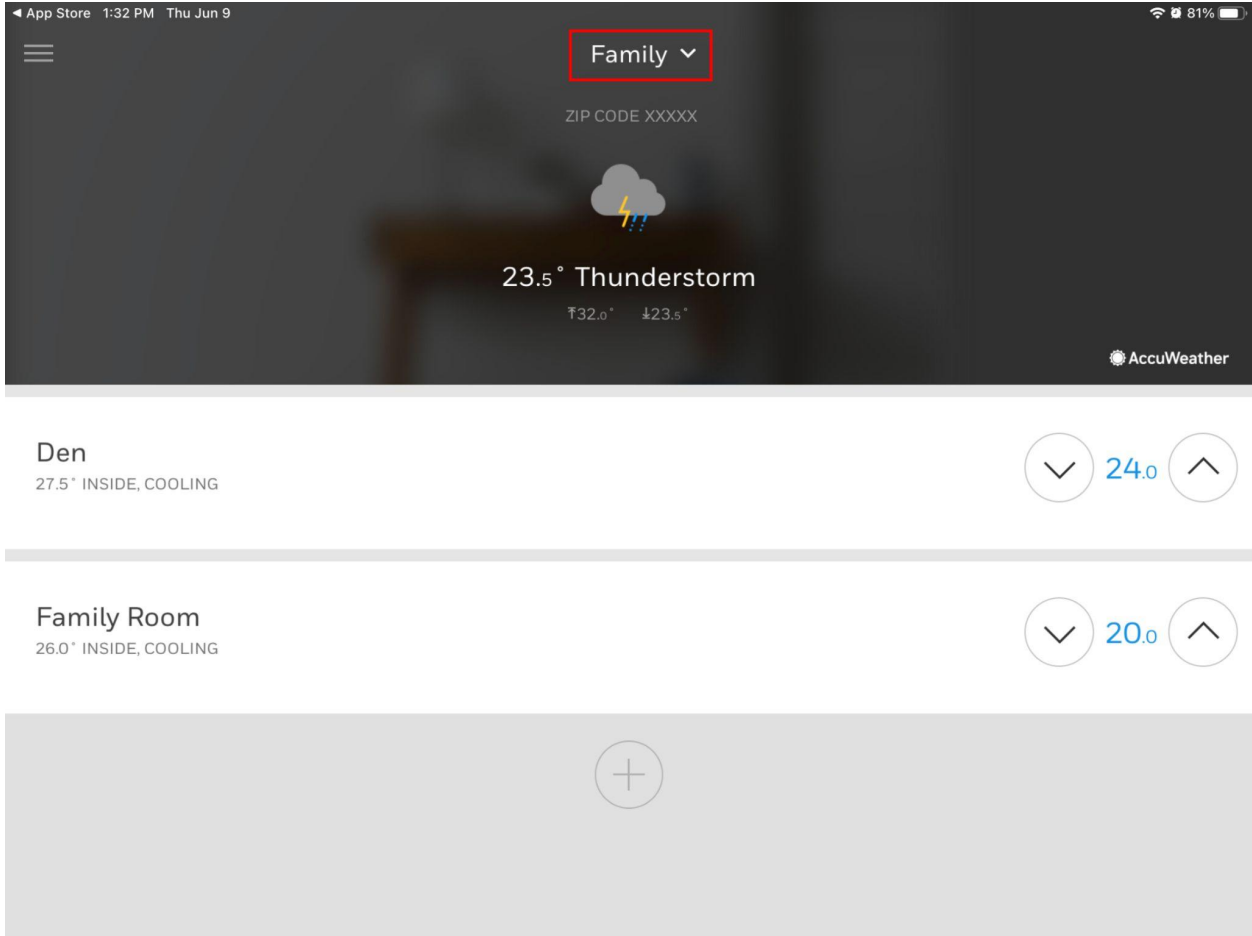 App Store 1:32 PM Thu Jun 9 81%
Family
ZIP CODE XXXXX
23.5° Thunderstorm
32.0° 23.5°
AccuWeather
Den
27.5° INSIDE, COOLING
24.0
Family Room
26.0° INSIDE, COOLING
20.0